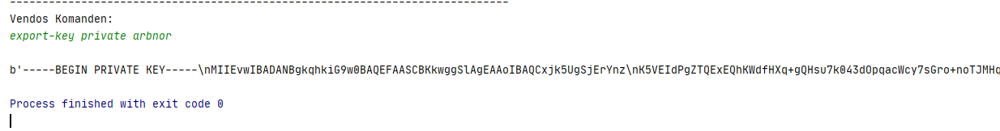 --------------------------------------------------------------------------------
Vendos Komanden:
export-key private arbnor
b'-----BEGIN PRIVATE KEY-----\nMIIEvwIBADANBgkqhkiG9w0BAQEFAASCBKkwggSlAgEAAoIBAQCxjk5UgSjErYnz\nK5VEIdPgZTQExEQhKWdfHXq+gQHsu7k043dOpqacWcy7sGro+noTJMHq
Process finished with exit code 0